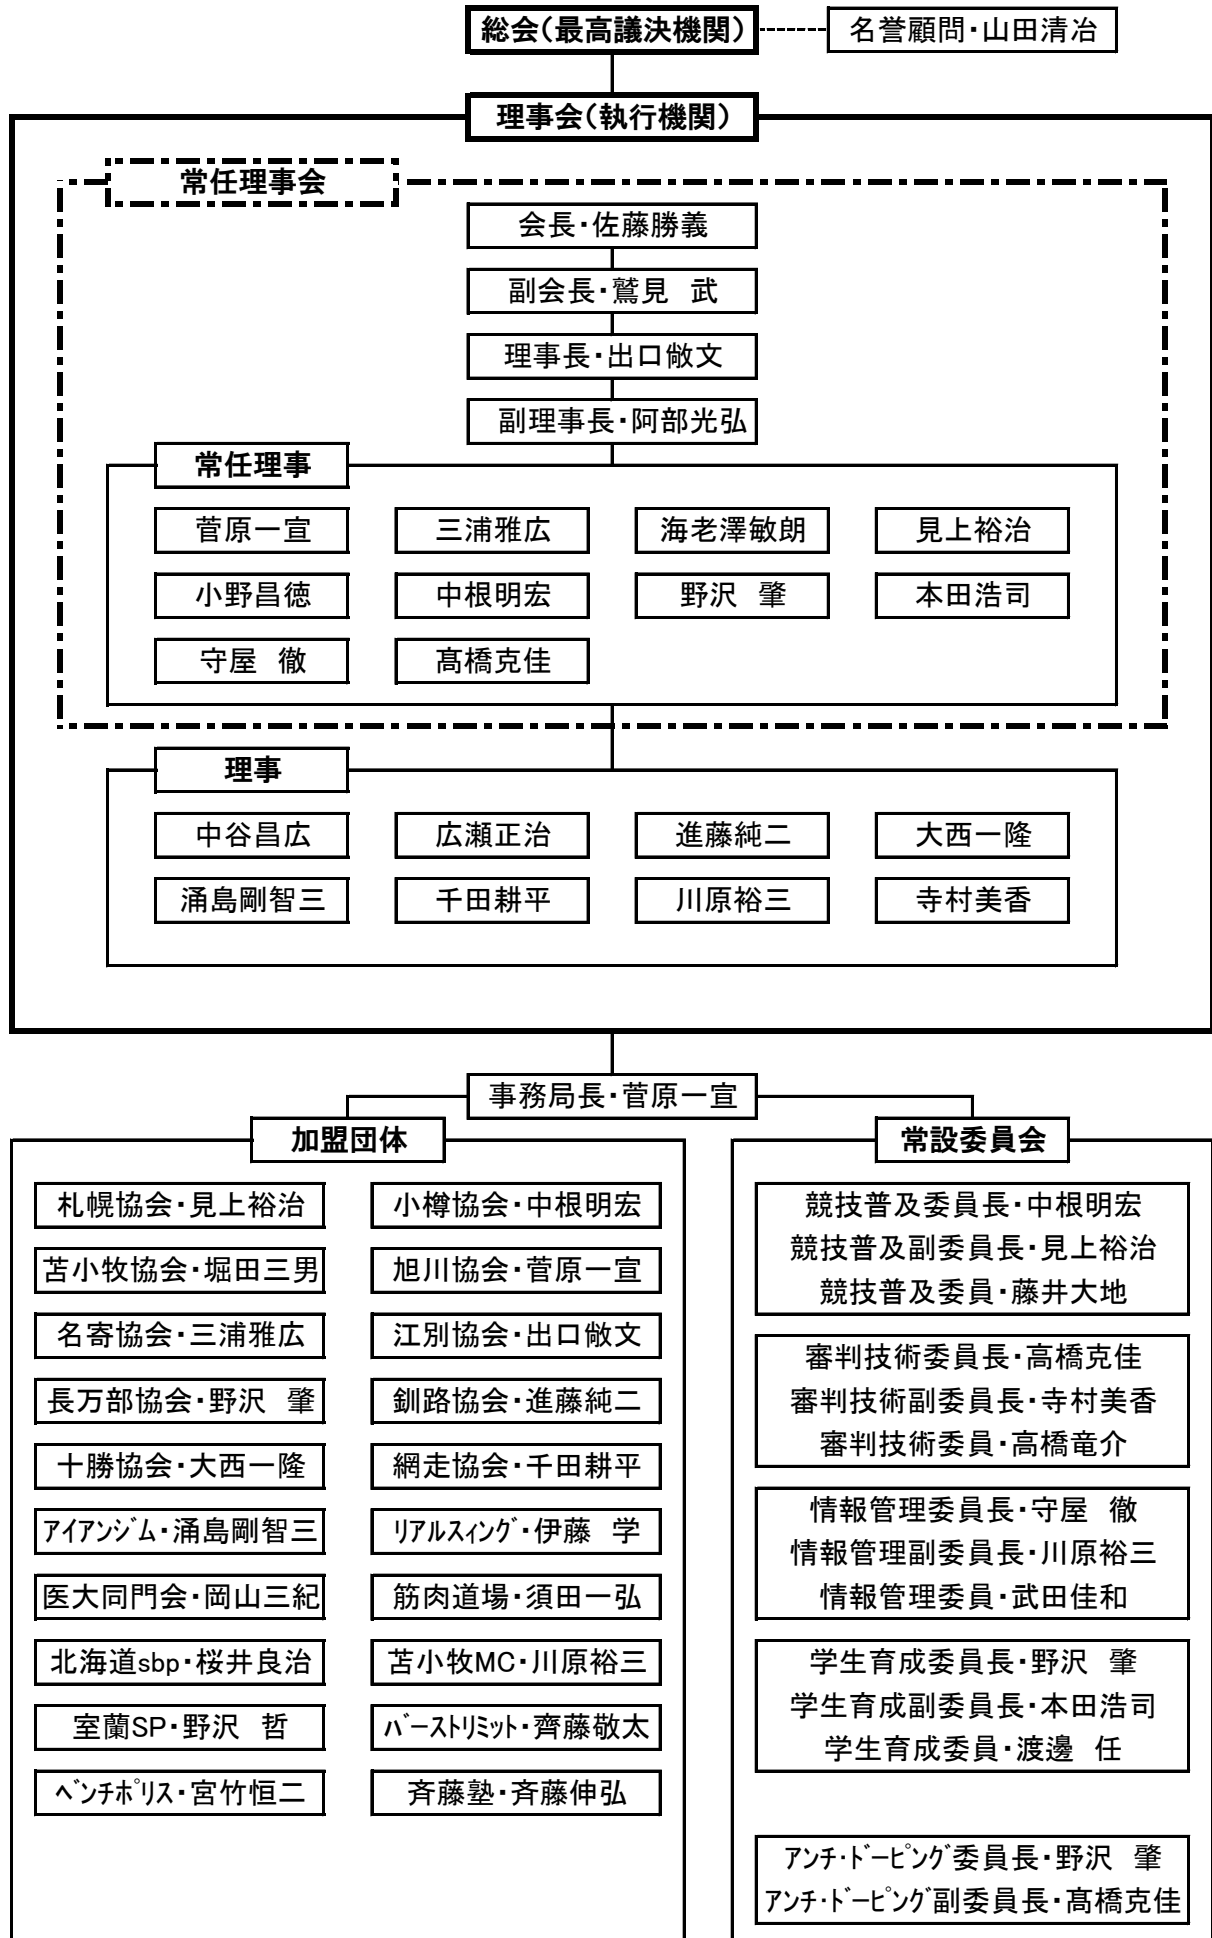 総会(最高議決機関)
名誉顧問・山田清治
理事会(執行機関)
常任理事会
会長・佐藤勝義
副会長・鷲見　武
理事長・出口敞文
副理事長・阿部光弘
常任理事
菅原一宣
三浦雅広
海老澤敏朗
見上裕治
小野昌徳
中根明宏
野沢　肇
本田浩司
守屋　徹
髙橋克佳
理事
中谷昌広
広瀬正治
進藤純二
大西一隆
涌島剛智三
千田耕平
川原裕三
寺村美香
事務局長・菅原一宣
加盟団体
札幌協会・見上裕治
小樽協会・中根明宏
苫小牧協会・堀田三男
旭川協会・菅原一宣
名寄協会・三浦雅広
江別協会・出口敞文
長万部協会・野沢　肇
釧路協会・進藤純二
十勝協会・大西一隆
網走協会・千田耕平
ｱｲｱﾝｼﾞﾑ・涌島剛智三
ﾘｱﾙｽｨﾝｸﾞ・伊藤　学
医大同門会・岡山三紀
筋肉道場・須田一弘
北海道sbp・桜井良治
苫小牧MC・川原裕三
室蘭SP・野沢　哲
ﾊﾞｰｽﾄﾘﾐｯﾄ・齊藤敬太
ﾍﾞﾝﾁﾎﾟﾘｽ・宮竹恒二
斉藤塾・斉藤伸弘
常設委員会
競技普及委員長・中根明宏
競技普及副委員長・見上裕治
競技普及委員・藤井大地
審判技術委員長・高橋克佳
審判技術副委員長・寺村美香
審判技術委員・高橋竜介
情報管理委員長・守屋　徹
情報管理副委員長・川原裕三
情報管理委員・武田佳和
学生育成委員長・野沢　肇
学生育成副委員長・本田浩司
学生育成委員・渡邊　任
ｱﾝﾁ･ﾄﾞｰﾋﾟﾝｸﾞ委員長・野沢　肇
ｱﾝﾁ･ﾄﾞｰﾋﾟﾝｸﾞ副委員長・髙橋克佳